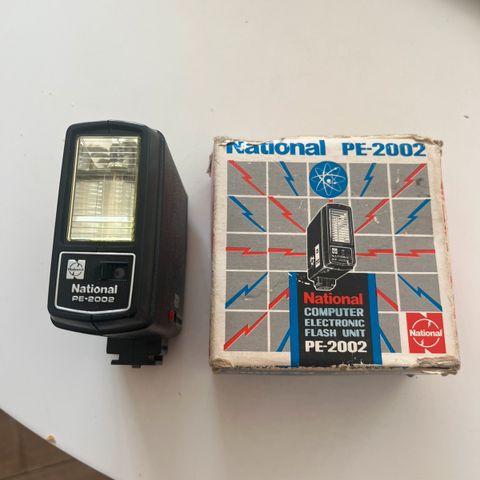 National
PE-2002
National PE-2002
National
COMPUTER
ELECTRONIC
FLASH UNIT
PE-2002
National